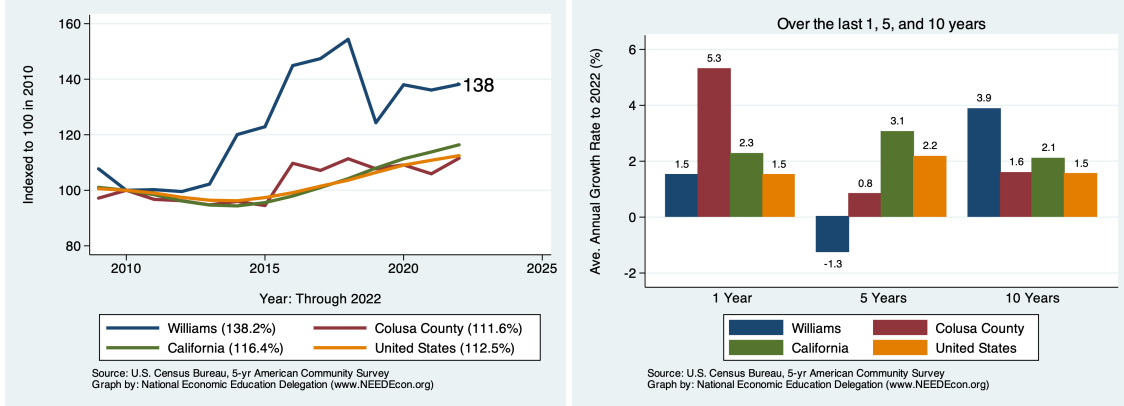 160
140
120
100
80
Indexed to 100 in 2010
138
2010
2015
2020
2025
Year: Through 2022
Williams (138.2%)
Colusa County (111.6%)
California (116.4%)
United States (112.5%)
Source: U.S. Census Bureau, 5-yr American Community Survey
Graph by: National Economic Education Delegation (www.NEEDEcon.org)
Over the last 1, 5, and 10 years
Ave. Annual Growth Rate to 2022 (%)
6
4
2
0
-2
1.5
5.3
2.3
1.5
-1.3
0.8
3.1
2.2
3.9
1.6
2.1
1.5
1 Year
5 Years
10 Years
Williams
Colusa County
California
United States
Source: U.S. Census Bureau, 5-yr American Community Survey
Graph by: National Economic Education Delegation (www.NEEDEcon.org)